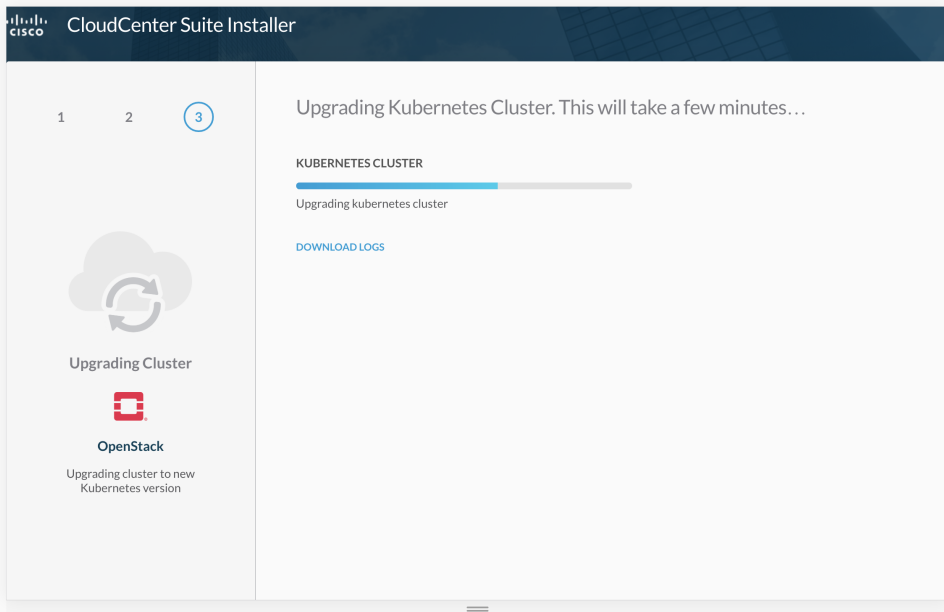 CISCO
CloudCenter Suite Installer
1 2 3
Upgrading Cluster
OpenStack
Upgrading cluster to new
Kubernetes version
Upgrading Kubernetes Cluster. This will take a few minutes...
KUBERNETES CLUSTER
Upgrading kubernetes cluster
DOWNLOAD LOGS